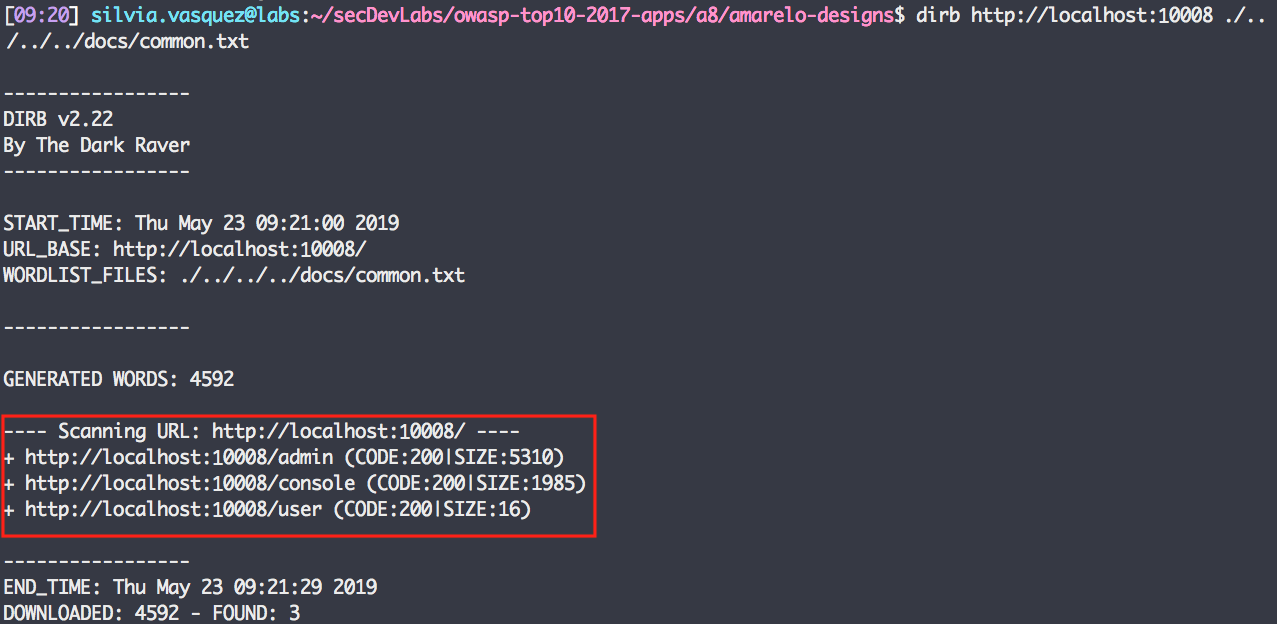 [09:20] silvia.vasquez@labs:~/secDevLabs/owasp-top10-2017-apps/a8/amarelo-designs$ dirb http://localhost:10008 ./..
/../../docs/common.txt
-----------------
DIRB v2.22
By The Dark Raver
-----------------
START_TIME: Thu May 23 09:21:00 2019
URL_BASE: http://localhost:10008/
WORDLIST_FILES: ./../../../docs/common.txt
-----------------
GENERATED WORDS: 4592
---- Scanning URL: http://localhost:10008/ ----
+ http://localhost:10008/admin (CODE:200|SIZE:5310)
+ http://localhost:10008/console (CODE:200|SIZE:1985)
+ http://localhost:10008/user (CODE:200|SIZE:16)
-----------------
END_TIME: Thu May 23 09:21:29 2019
DOWNLOADED: 4592 - FOUND: 3